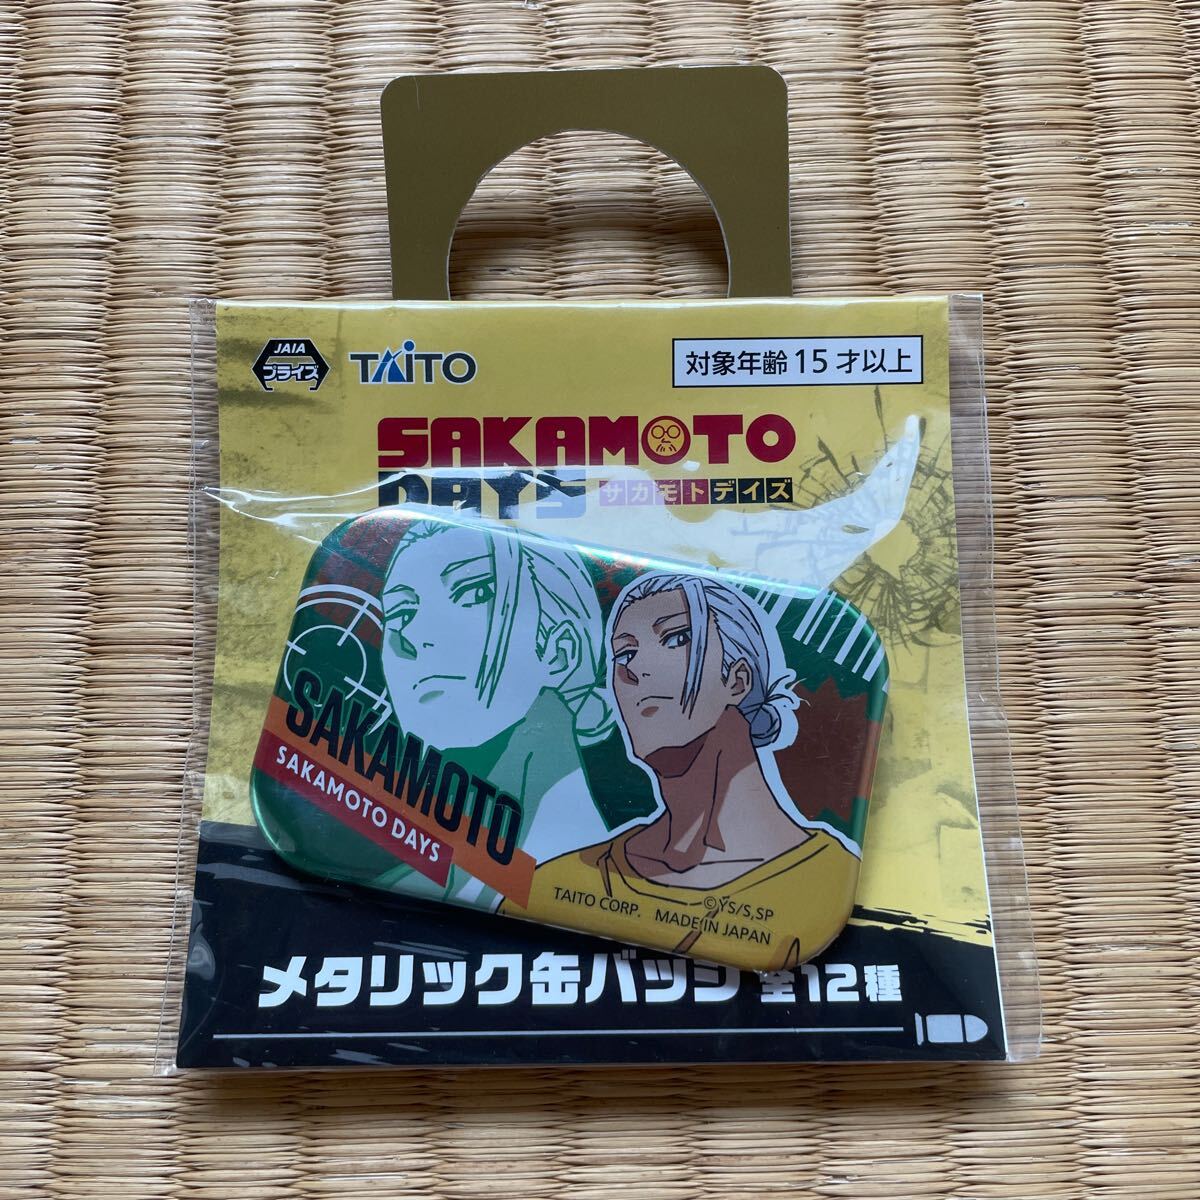 JAIA
プライズ
TAiTO
対象年齢 15 才以上
SAKAMOTO
DAYS サカモトデイズ
SAKAMOTO
SAKAMOTO DAYS
©YS/S,SP
TAITO CORP. MADE IN JAPAN
メタリック缶バッジ 全12種